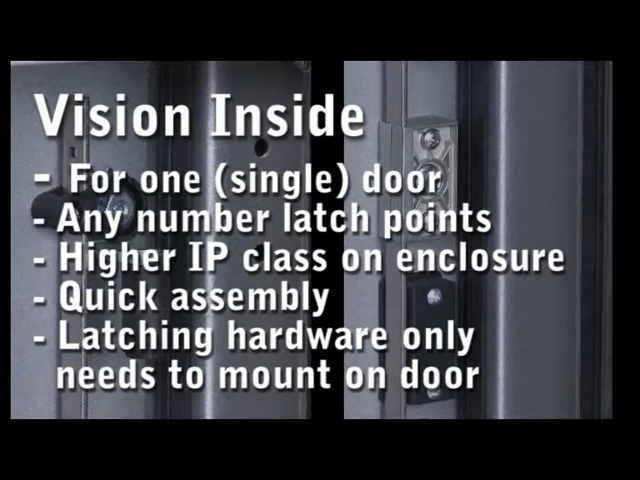 Vision Inside
- For one (single) door
- Any number latch points
- Higher IP class on enclosure
- Quick assembly
- Latching hardware only
needs to mount on door